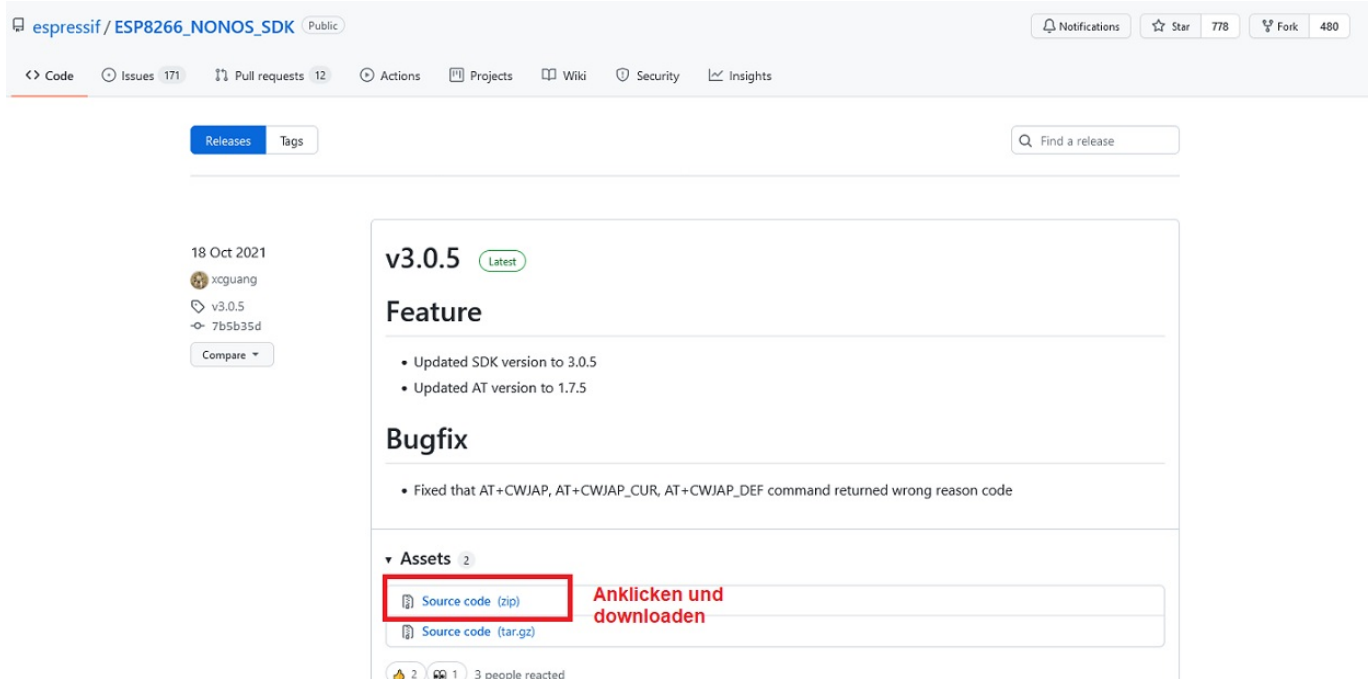 espressif / ESP8266_NONOS_SDK Public
Notifications Star 778 Fork 480
Code Issues 171 Pull requests 12 Actions Projects Wiki Security Insights
Releases Tags
Find a release
18 Oct 2021
xcguang
v3.0.5
7b5b35d
Compare
v3.0.5 Latest
Feature
Updated SDK version to 3.0.5
Updated AT version to 1.7.5
Bugfix
Fixed that AT+CWJAP, AT+CWJAP_CUR, AT+CWJAP_DEF command returned wrong reason code
Assets 2
Source code (zip)
Anklicken und
downloaden
Source code (tar.gz)
2 1 3 people reacted